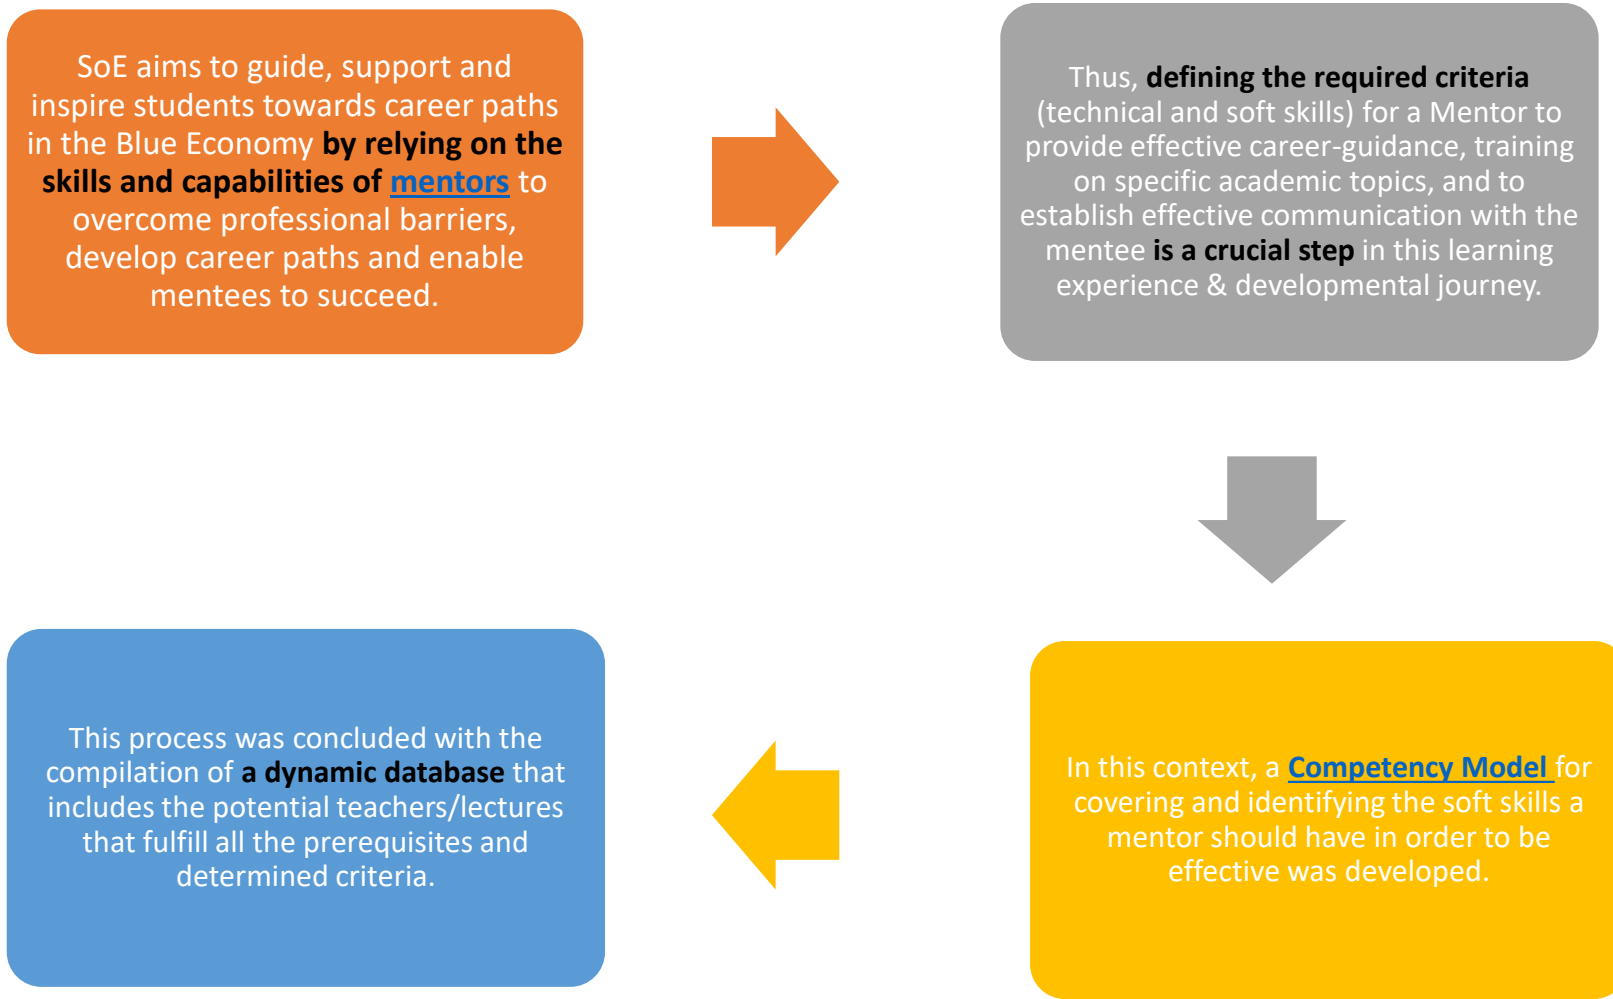 SoE aims to guide, support and
inspire students towards career paths
in the Blue Economy by relying on the
skills and capabilities of mentors to
overcome professional barriers,
develop career paths and enable
mentees to succeed.
Thus, defining the required criteria
(technical and soft skills) for a Mentor to
provide effective career-guidance, training
on specific academic topics, and to
establish effective communication with the
mentee is a crucial step in this learning
experience & developmental journey.
In this context, a Competency Model for
covering and identifying the soft skills a
mentor should have in order to be
effective was developed.
This process was concluded with the
compilation of a dynamic database that
includes the potential teachers/lectures
that fulfill all the prerequisites and
determined criteria.